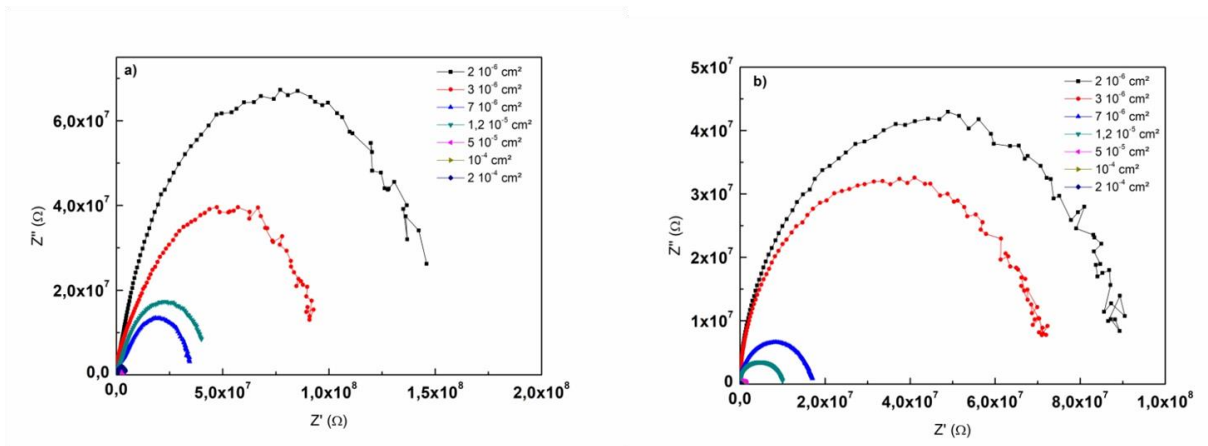 a)
2 10⁻⁶ cm²
3 10⁻⁶ cm²
7 10⁻⁶ cm²
1,2 10⁻⁵ cm²
5 10⁻⁵ cm²
10⁻⁴ cm²
2 10⁻⁴ cm²
6,0x10⁷
4,0x10⁷
2,0x10⁷
0,0
Z'' (Ω)
0,0
5,0x10⁷
1,0x10⁸
1,5x10⁸
2,0x10⁸
Z' (Ω)
b)
2 10⁻⁶ cm²
3 10⁻⁶ cm²
7 10⁻⁶ cm²
1,2 10⁻⁵ cm²
5 10⁻⁵ cm²
10⁻⁴ cm²
2 10⁻⁴ cm²
5x10⁷
4x10⁷
3x10⁷
2x10⁷
1x10⁷
0
Z'' (Ω)
0,0
2,0x10⁷
4,0x10⁷
6,0x10⁷
8,0x10⁷
1,0x10⁸
Z' (Ω)